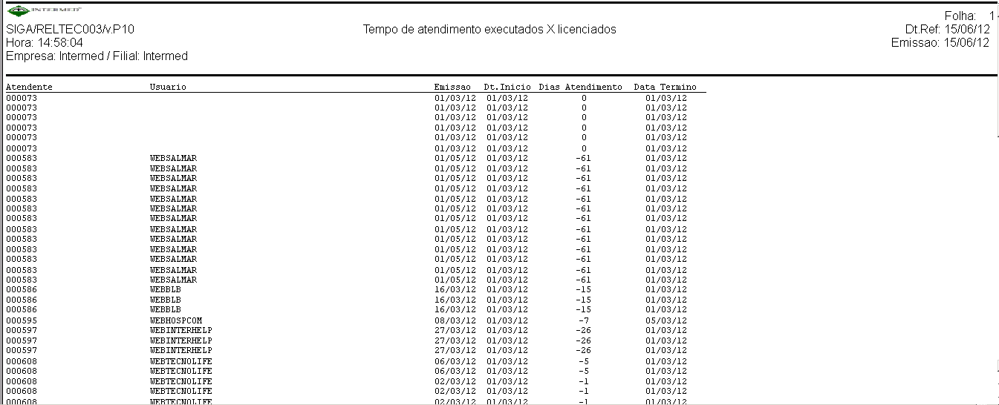 INTERMED
Folha: 1
SIGA/RELTEC003/v.P10 Tempo de atendimento executados X licenciados Dt.Ref: 15/06/12
Hora: 14:58:04 Emissao: 15/06/12
Empresa: Intermed / Filial: Intermed
Atendente Usuario Emissao Dt.Inicio Dias Atendimento Data Termino
000073 01/03/12 01/03/12 0 01/03/12
000073 01/03/12 01/03/12 0 01/03/12
000073 01/03/12 01/03/12 0 01/03/12
000073 01/03/12 01/03/12 0 01/03/12
000073 01/03/12 01/03/12 0 01/03/12
000073 01/03/12 01/03/12 0 01/03/12
000583 WEBSALMAR 01/05/12 01/03/12 -61 01/03/12
000583 WEBSALMAR 01/05/12 01/03/12 -61 01/03/12
000583 WEBSALMAR 01/05/12 01/03/12 -61 01/03/12
000583 WEBSALMAR 01/05/12 01/03/12 -61 01/03/12
000583 WEBSALMAR 01/05/12 01/03/12 -61 01/03/12
000583 WEBSALMAR 01/05/12 01/03/12 -61 01/03/12
000583 WEBSALMAR 01/05/12 01/03/12 -61 01/03/12
000583 WEBSALMAR 01/05/12 01/03/12 -61 01/03/12
000583 WEBSALMAR 01/05/12 01/03/12 -61 01/03/12
000583 WEBSALMAR 01/05/12 01/03/12 -61 01/03/12
000583 WEBSALMAR 01/05/12 01/03/12 -61 01/03/12
000583 WEBSALMAR 01/05/12 01/03/12 -61 01/03/12
000583 WEBSALMAR 01/05/12 01/03/12 -61 01/03/12
000586 WEBBLB 16/03/12 01/03/12 -15 01/03/12
000586 WEBBLB 16/03/12 01/03/12 -15 01/03/12
000586 WEBBLB 16/03/12 01/03/12 -15 01/03/12
000595 WEBHOSPCOM 08/03/12 01/03/12 -7 05/03/12
000597 WEBINTERHELP 27/03/12 01/03/12 -26 01/03/12
000597 WEBINTERHELP 27/03/12 01/03/12 -26 01/03/12
000597 WEBINTERHELP 27/03/12 01/03/12 -26 01/03/12
000608 WEBTECNOLIFE 06/03/12 01/03/12 -5 01/03/12
000608 WEBTECNOLIFE 06/03/12 01/03/12 -5 01/03/12
000608 WEBTECNOLIFE 02/03/12 01/03/12 -1 01/03/12
000608 WEBTECNOLIFE 02/03/12 01/03/12 -1 01/03/12
000608 WEBTECNOLIFE 02/03/12 01/03/12 -1 01/03/12